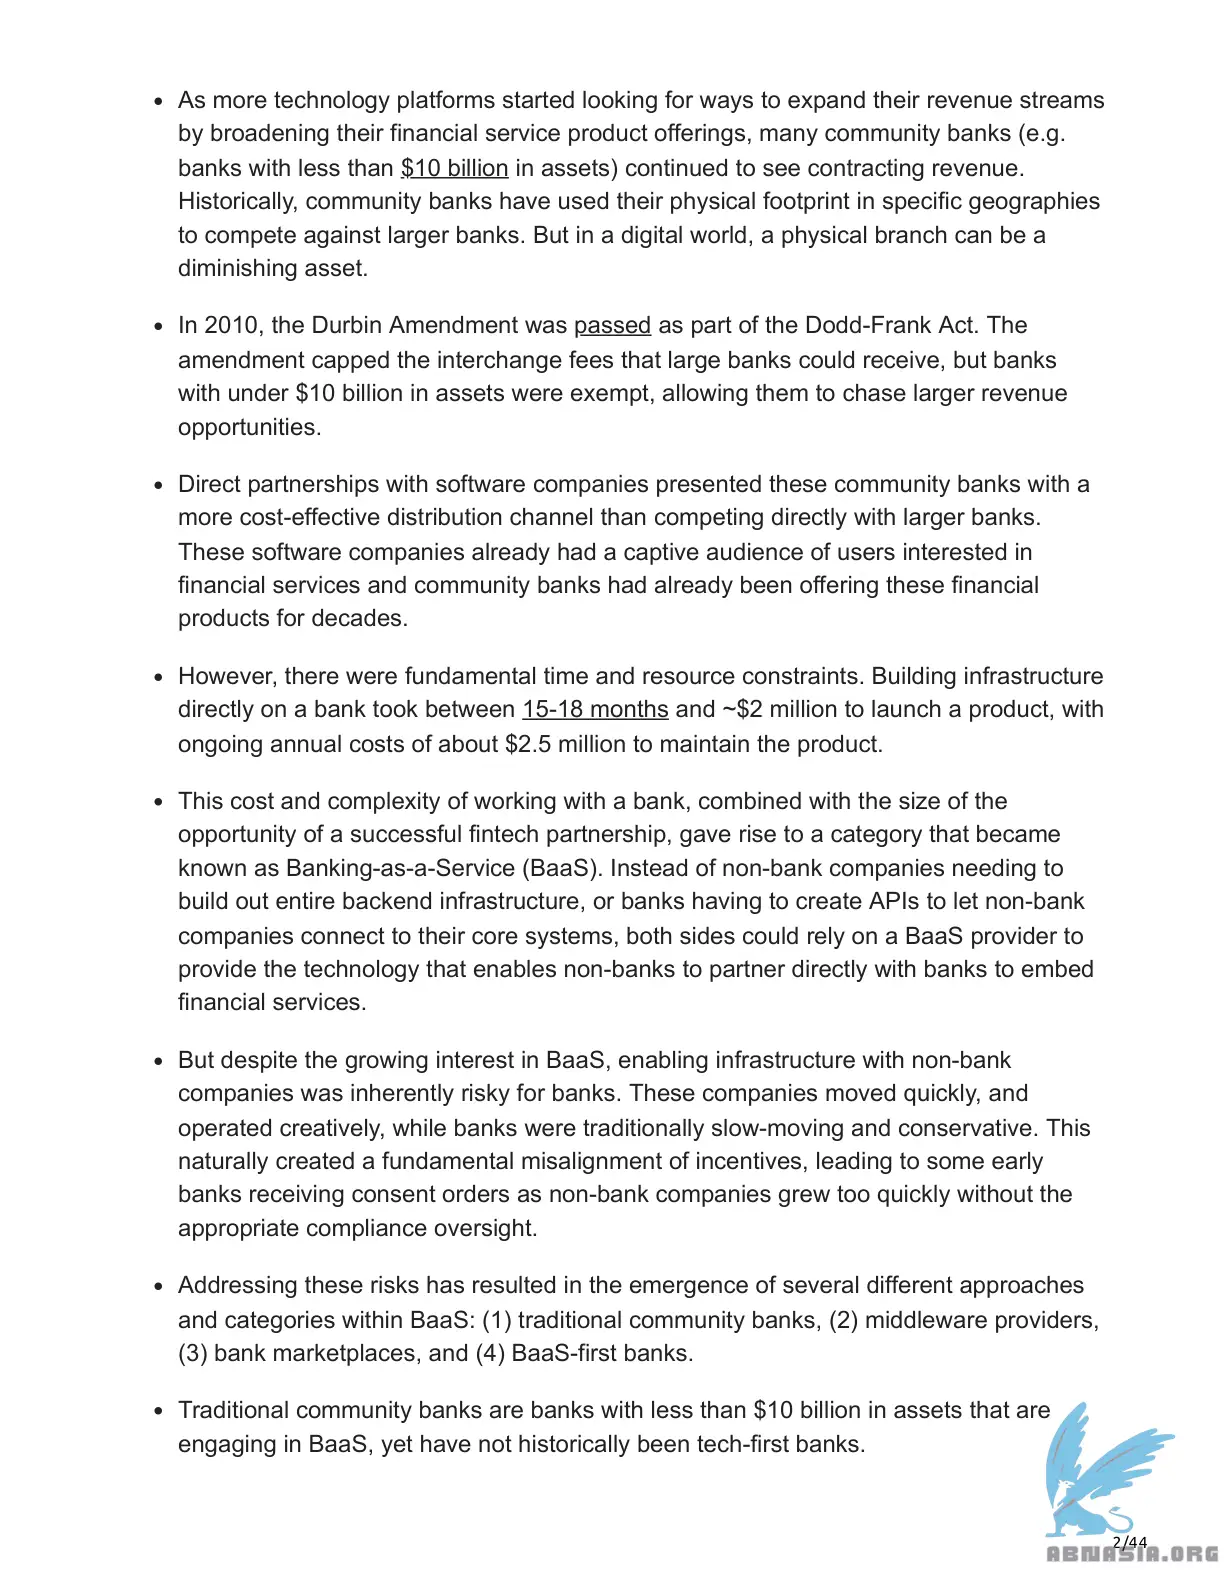 • As more technology platforms started looking for ways to expand their revenue streams
by broadening their financial service product offerings, many community banks (e.g.
banks with less than $10 billion in assets) continued to see contracting revenue.
Historically, community banks have used their physical footprint in specific geographies
to compete against larger banks. But in a digital world, a physical branch can be a
diminishing asset.
• In 2010, the Durbin Amendment was passed as part of the Dodd-Frank Act. The
amendment capped the interchange fees that large banks could receive, but banks
with under $10 billion in assets were exempt, allowing them to chase larger revenue
opportunities.
• Direct partnerships with software companies presented these community banks with a
more cost-effective distribution channel than competing directly with larger banks.
These software companies already had a captive audience of users interested in
financial services and community banks had already been offering these financial
products for decades.
• However, there were fundamental time and resource constraints. Building infrastructure
directly on a bank took between 15-18 months and ~$2 million to launch a product, with
ongoing annual costs of about $2.5 million to maintain the product.
• This cost and complexity of working with a bank, combined with the size of the
opportunity of a successful fintech partnership, gave rise to a category that became
known as Banking-as-a-Service (BaaS). Instead of non-bank companies needing to
build out entire backend infrastructure, or banks having to create APIs to let non-bank
companies connect to their core systems, both sides could rely on a BaaS provider to
provide the technology that enables non-banks to partner directly with banks to embed
financial services.
• But despite the growing interest in BaaS, enabling infrastructure with non-bank
companies was inherently risky for banks. These companies moved quickly, and
operated creatively, while banks were traditionally slow-moving and conservative. This
naturally created a fundamental misalignment of incentives, leading to some early
banks receiving consent orders as non-bank companies grew too quickly without the
appropriate compliance oversight.
• Addressing these risks has resulted in the emergence of several different approaches
and categories within BaaS: (1) traditional community banks, (2) middleware providers,
(3) bank marketplaces, and (4) BaaS-first banks.
• Traditional community banks are banks with less than $10 billion in assets that are
engaging in BaaS, yet have not historically been tech-first banks.
2/44
ABNASIA.ORG